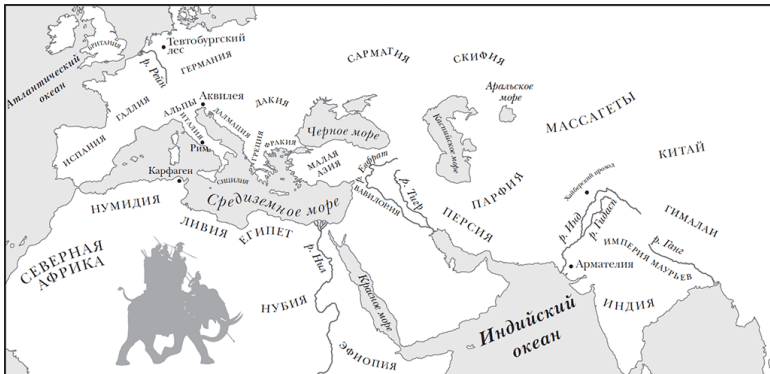 БРИТАНИЯ
Тевтобургский
лес
Атлантический
океан
р. Рейн
ГЕРМАНИЯ
САРМАТИЯ
СКИФИЯ
Аральское
море
ГАЛЛИЯ
АЛЬПЫ
Аквилея
ДАКИЯ
ИТАЛИЯ
ДАЛМАЦИЯ
Черное море
Каспийское море
МАССАГЕТЫ
КИТАЙ
ИСПАНИЯ
Рим
ГРЕЦИЯ
ФРАКИЯ
МАЛАЯ
АЗИЯ
р. Евфрат
Карфаген
СИЦИЛИЯ
р. Тигр
ПАРФИЯ
Хайберский проход
НУМИДИЯ
Средиземное море
ВАВИЛОНИЯ
ПЕРСИЯ
р. Инд
р. Гидасп
ГИМАЛАИ
ЛИВИЯ
ЕГИПЕТ
р. Ганг
ИМПЕРИЯ МАУРЬЕВ
СЕВЕРНАЯ
АФРИКА
р. Нил
Армателия
Красное море
НУБИЯ
ИНДИЯ
Индийский
океан
ЭФИОПИЯ